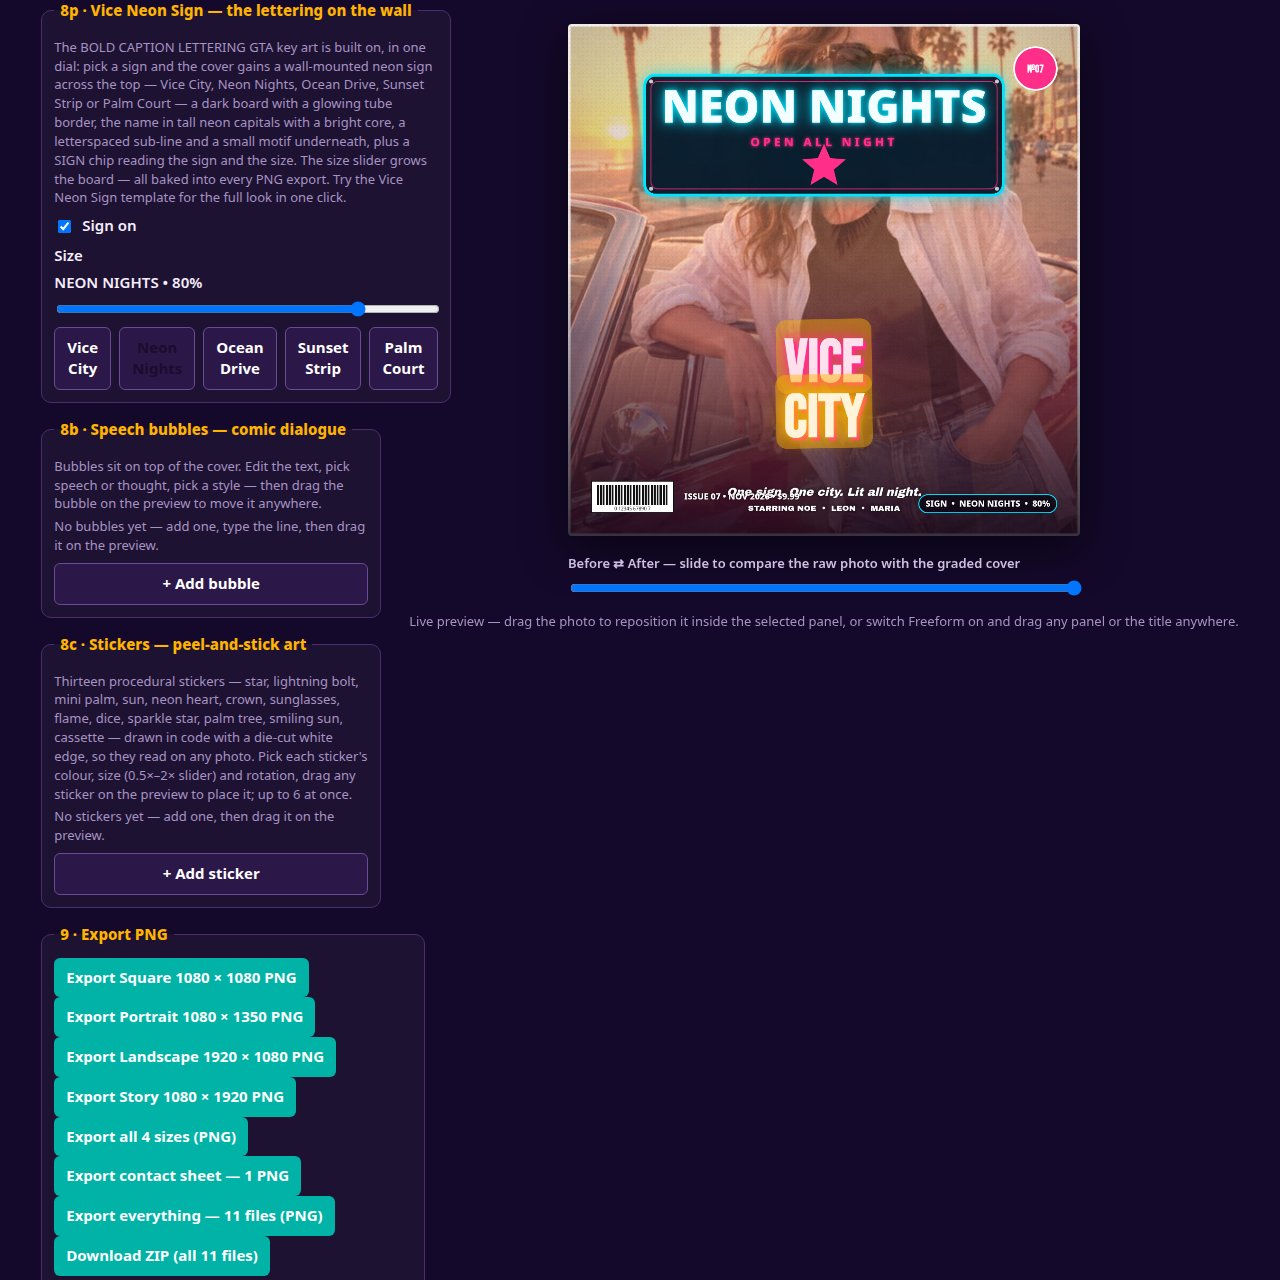 8p · Vice Neon Sign — the lettering on the wall
The BOLD CAPTION LETTERING GTA key art is built on, in one
dial: pick a sign and the cover gains a wall-mounted neon sign
across the top — Vice City, Neon Nights, Ocean Drive, Sunset
Strip or Palm Court — a dark board with a glowing tube
border, the name in tall neon capitals with a bright core, a
letterspaced sub-line and a small motif underneath, plus a
SIGN chip reading the sign and the size. The size slider grows
the board — all baked into every PNG export. Try the Vice
Neon Sign template for the full look in one click.
Sign on
Size
NEON NIGHTS • 80%
Vice
City
Neon
Nights
Ocean
Drive
Sunset
Strip
Palm
Court
8b · Speech bubbles — comic dialogue
Bubbles sit on top of the cover. Edit the text, pick
speech or thought, pick a style — then drag the
bubble on the preview to move it anywhere.
No bubbles yet — add one, type the line, then drag
it on the preview.
+ Add bubble
8c · Stickers — peel-and-stick art
Thirteen procedural stickers — star, lightning bolt,
mini palm, sun, neon heart, crown, sunglasses,
flame, dice, sparkle star, palm tree, smiling sun,
cassette — drawn in code with a die-cut white
edge, so they read on any photo. Pick each sticker's
colour, size (0.5×–2× slider) and rotation, drag any
sticker on the preview to place it; up to 6 at once.
No stickers yet — add one, then drag it on the
preview.
+ Add sticker
9 · Export PNG
Export Square 1080 × 1080 PNG
Export Portrait 1080 × 1350 PNG
Export Landscape 1920 × 1080 PNG
Export Story 1080 × 1920 PNG
Export all 4 sizes (PNG)
Export contact sheet — 1 PNG
Export everything — 11 files (PNG)
Download ZIP (all 11 files)
№07
NEON NIGHTS
OPEN ALL NIGHT
VICE
CITY
One sign. One city. Lit all night.
ISSUE 07 • NOV 2026 • $9.99
STARRING NOE • LEON • MARIA
SIGN • NEON NIGHTS • 80%
Before ⇄ After — slide to compare the raw photo with the graded cover
Live preview — drag the photo to reposition it inside the selected panel, or switch Freeform on and drag any panel or the title anywhere.